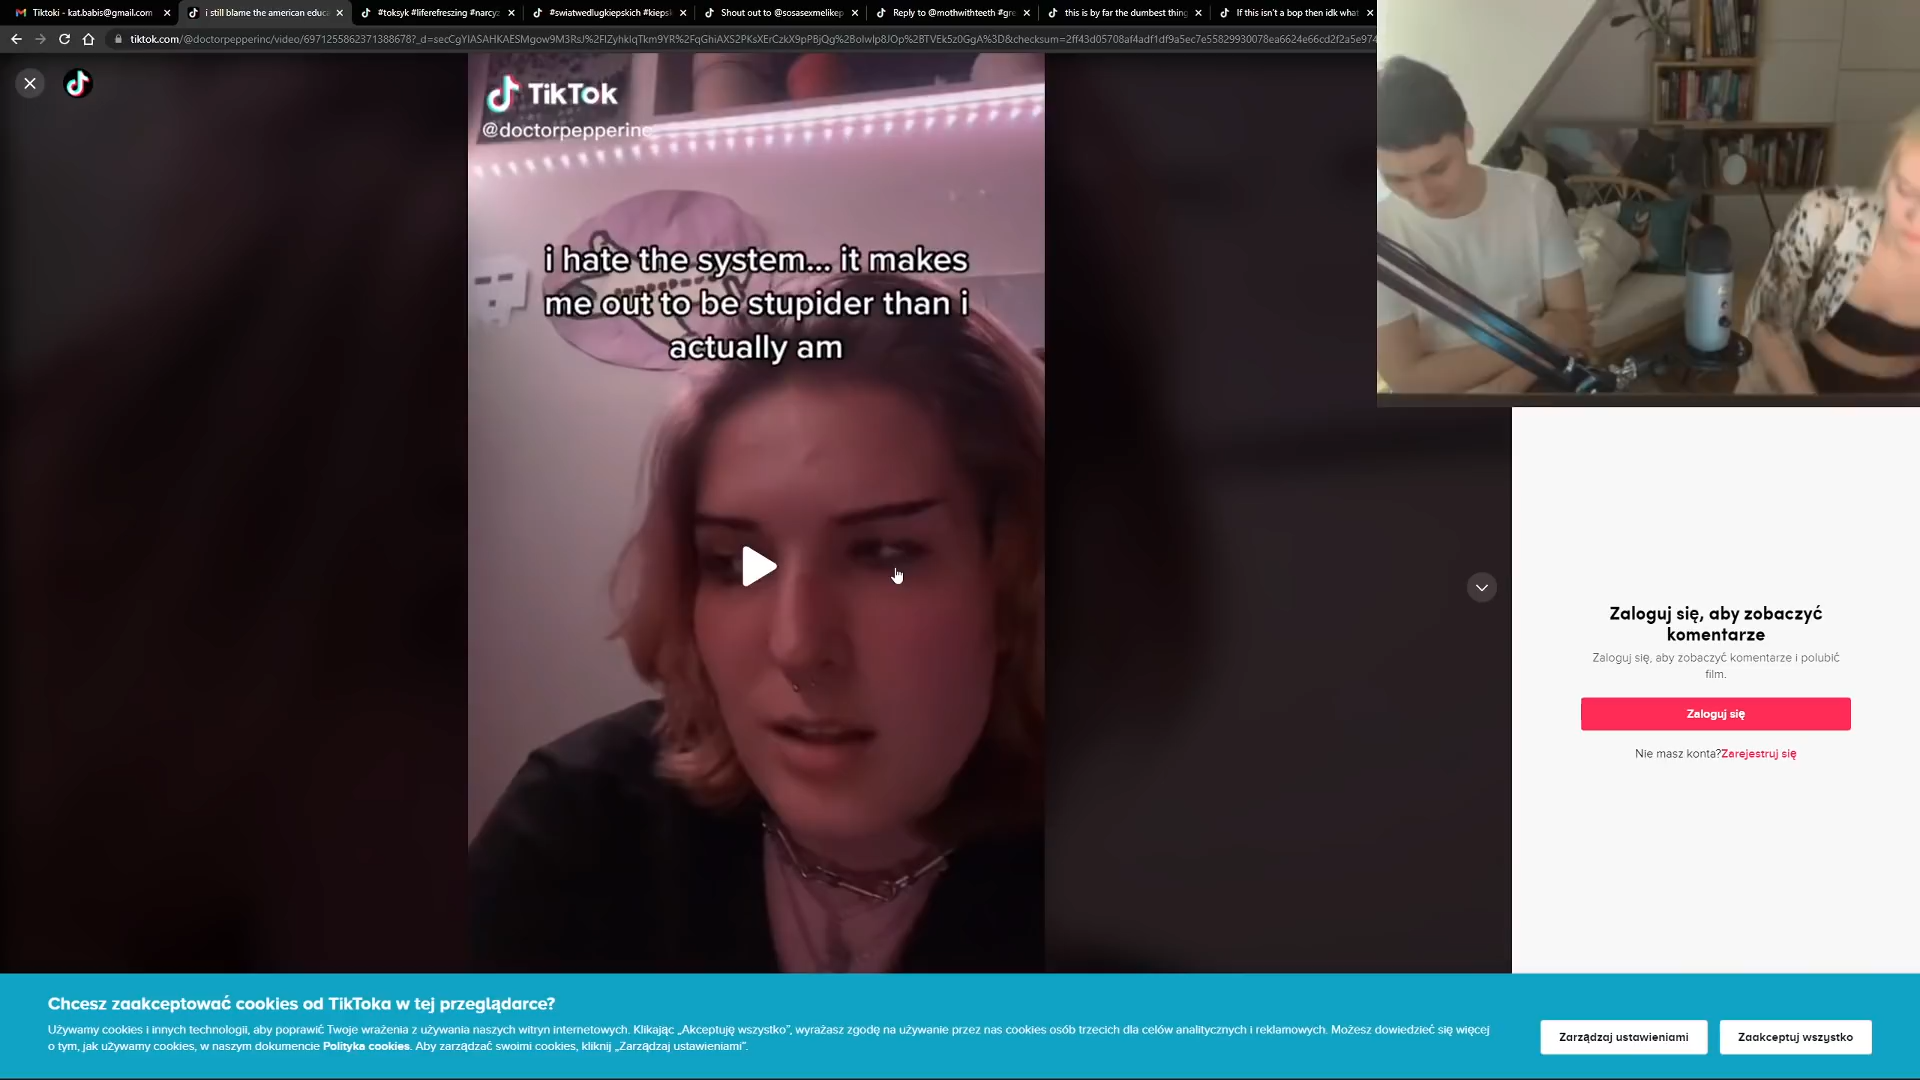 Tiktoki - kat.babis@gmail.com
i still blame the american educ
#toksyk #liferefreszing #narcy
#swiatwedlugkiepskich #kieps
Shout out to @sosasexmelikep
Reply to @mothwithteeth #gre
this is by far the dumbest thing
If this isn't a bop then idk what
TikTok
@doctorpepperinc
i hate the system... it makes
me out to be stupider than i
actually am
Zaloguj się, aby zobaczyć
komentarze
Zaloguj się, aby zobaczyć komentarze i polubić
film.
Zaloguj się
Nie masz konta?Zarejestruj się
Chcesz zaakceptować cookies od TikToka w tej przeglądarce?
Używamy cookies i innych technologii, aby poprawić Twoje wrażenia z używania naszych witryn internetowych. Klikając „Akceptuję wszystko”, wyrażasz zgodę na używanie przez nas cookies osób trzecich dla celów analitycznych i reklamowych. Możesz dowiedzieć się więcej
o tym, jak używamy cookies, w naszym dokumencie Polityka cookies. Aby zarządzać swoimi cookies, kliknij „Zarządzaj ustawieniami”.
Zarządzaj ustawieniami
Zaakceptuj wszystko